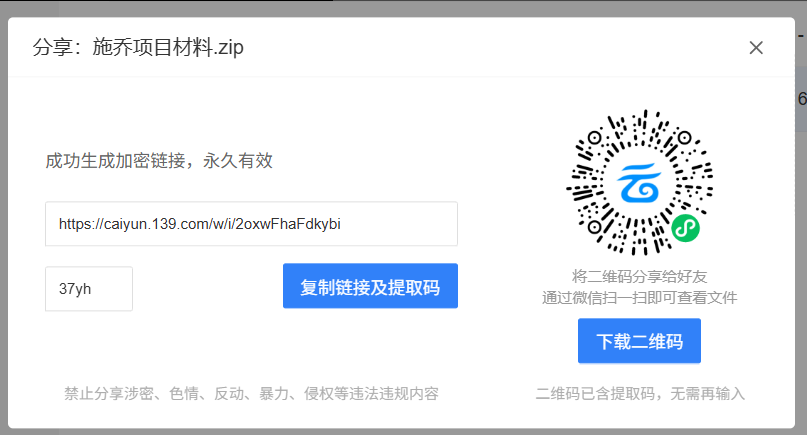 分享：施乔项目材料.zip
成功生成加密链接，永久有效
https://caiyun.139.com/w/i/2oxwFhaFdkybi
37yh
复制链接及提取码
禁止分享涉密、色情、反动、暴力、侵权等违法违规内容
云
将二维码分享给好友
通过微信扫一扫即可查看文件
下载二维码
二维码已含提取码，无需再输入
-
6